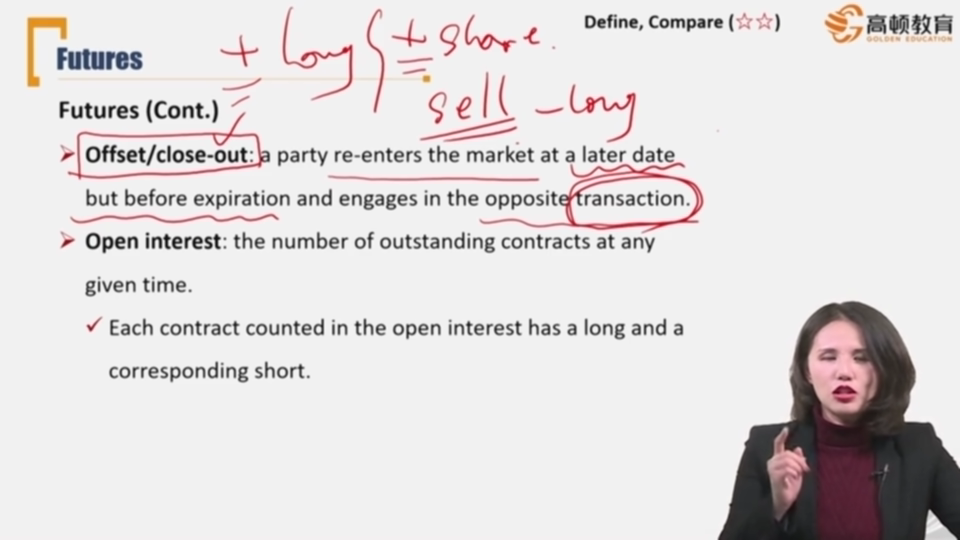 Define, Compare (☆☆)
高顿教育
GOLDEN EDUCATION
Futures
+ long { + share.
sell - long
Futures (Cont.)
➤ Offset/close-out: a party re-enters the market at a later date
but before expiration and engages in the opposite transaction.
➤ Open interest: the number of outstanding contracts at any
given time.
✓ Each contract counted in the open interest has a long and a
corresponding short.